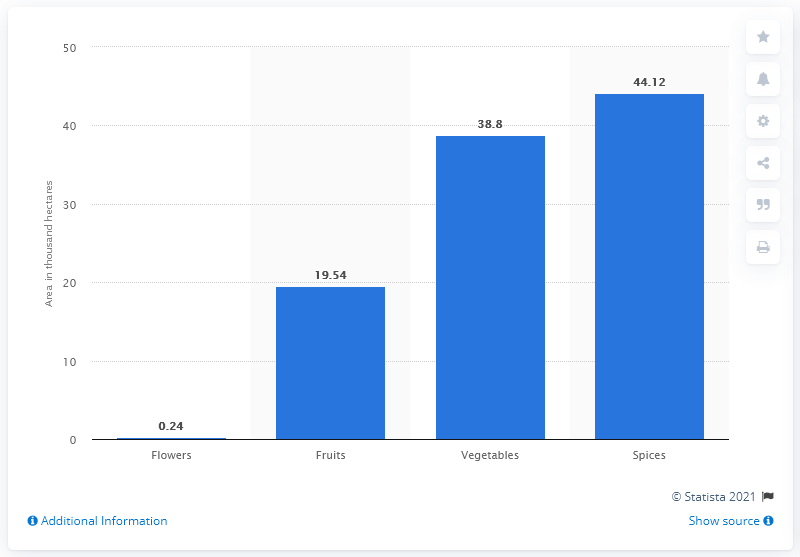 50
40
30
20
10
0
Area in thousand hectares
0.24
19.54
38.8
44.12
Flowers
Fruits
Vegetables
Spices
© Statista 2021
Additional Information
Show source